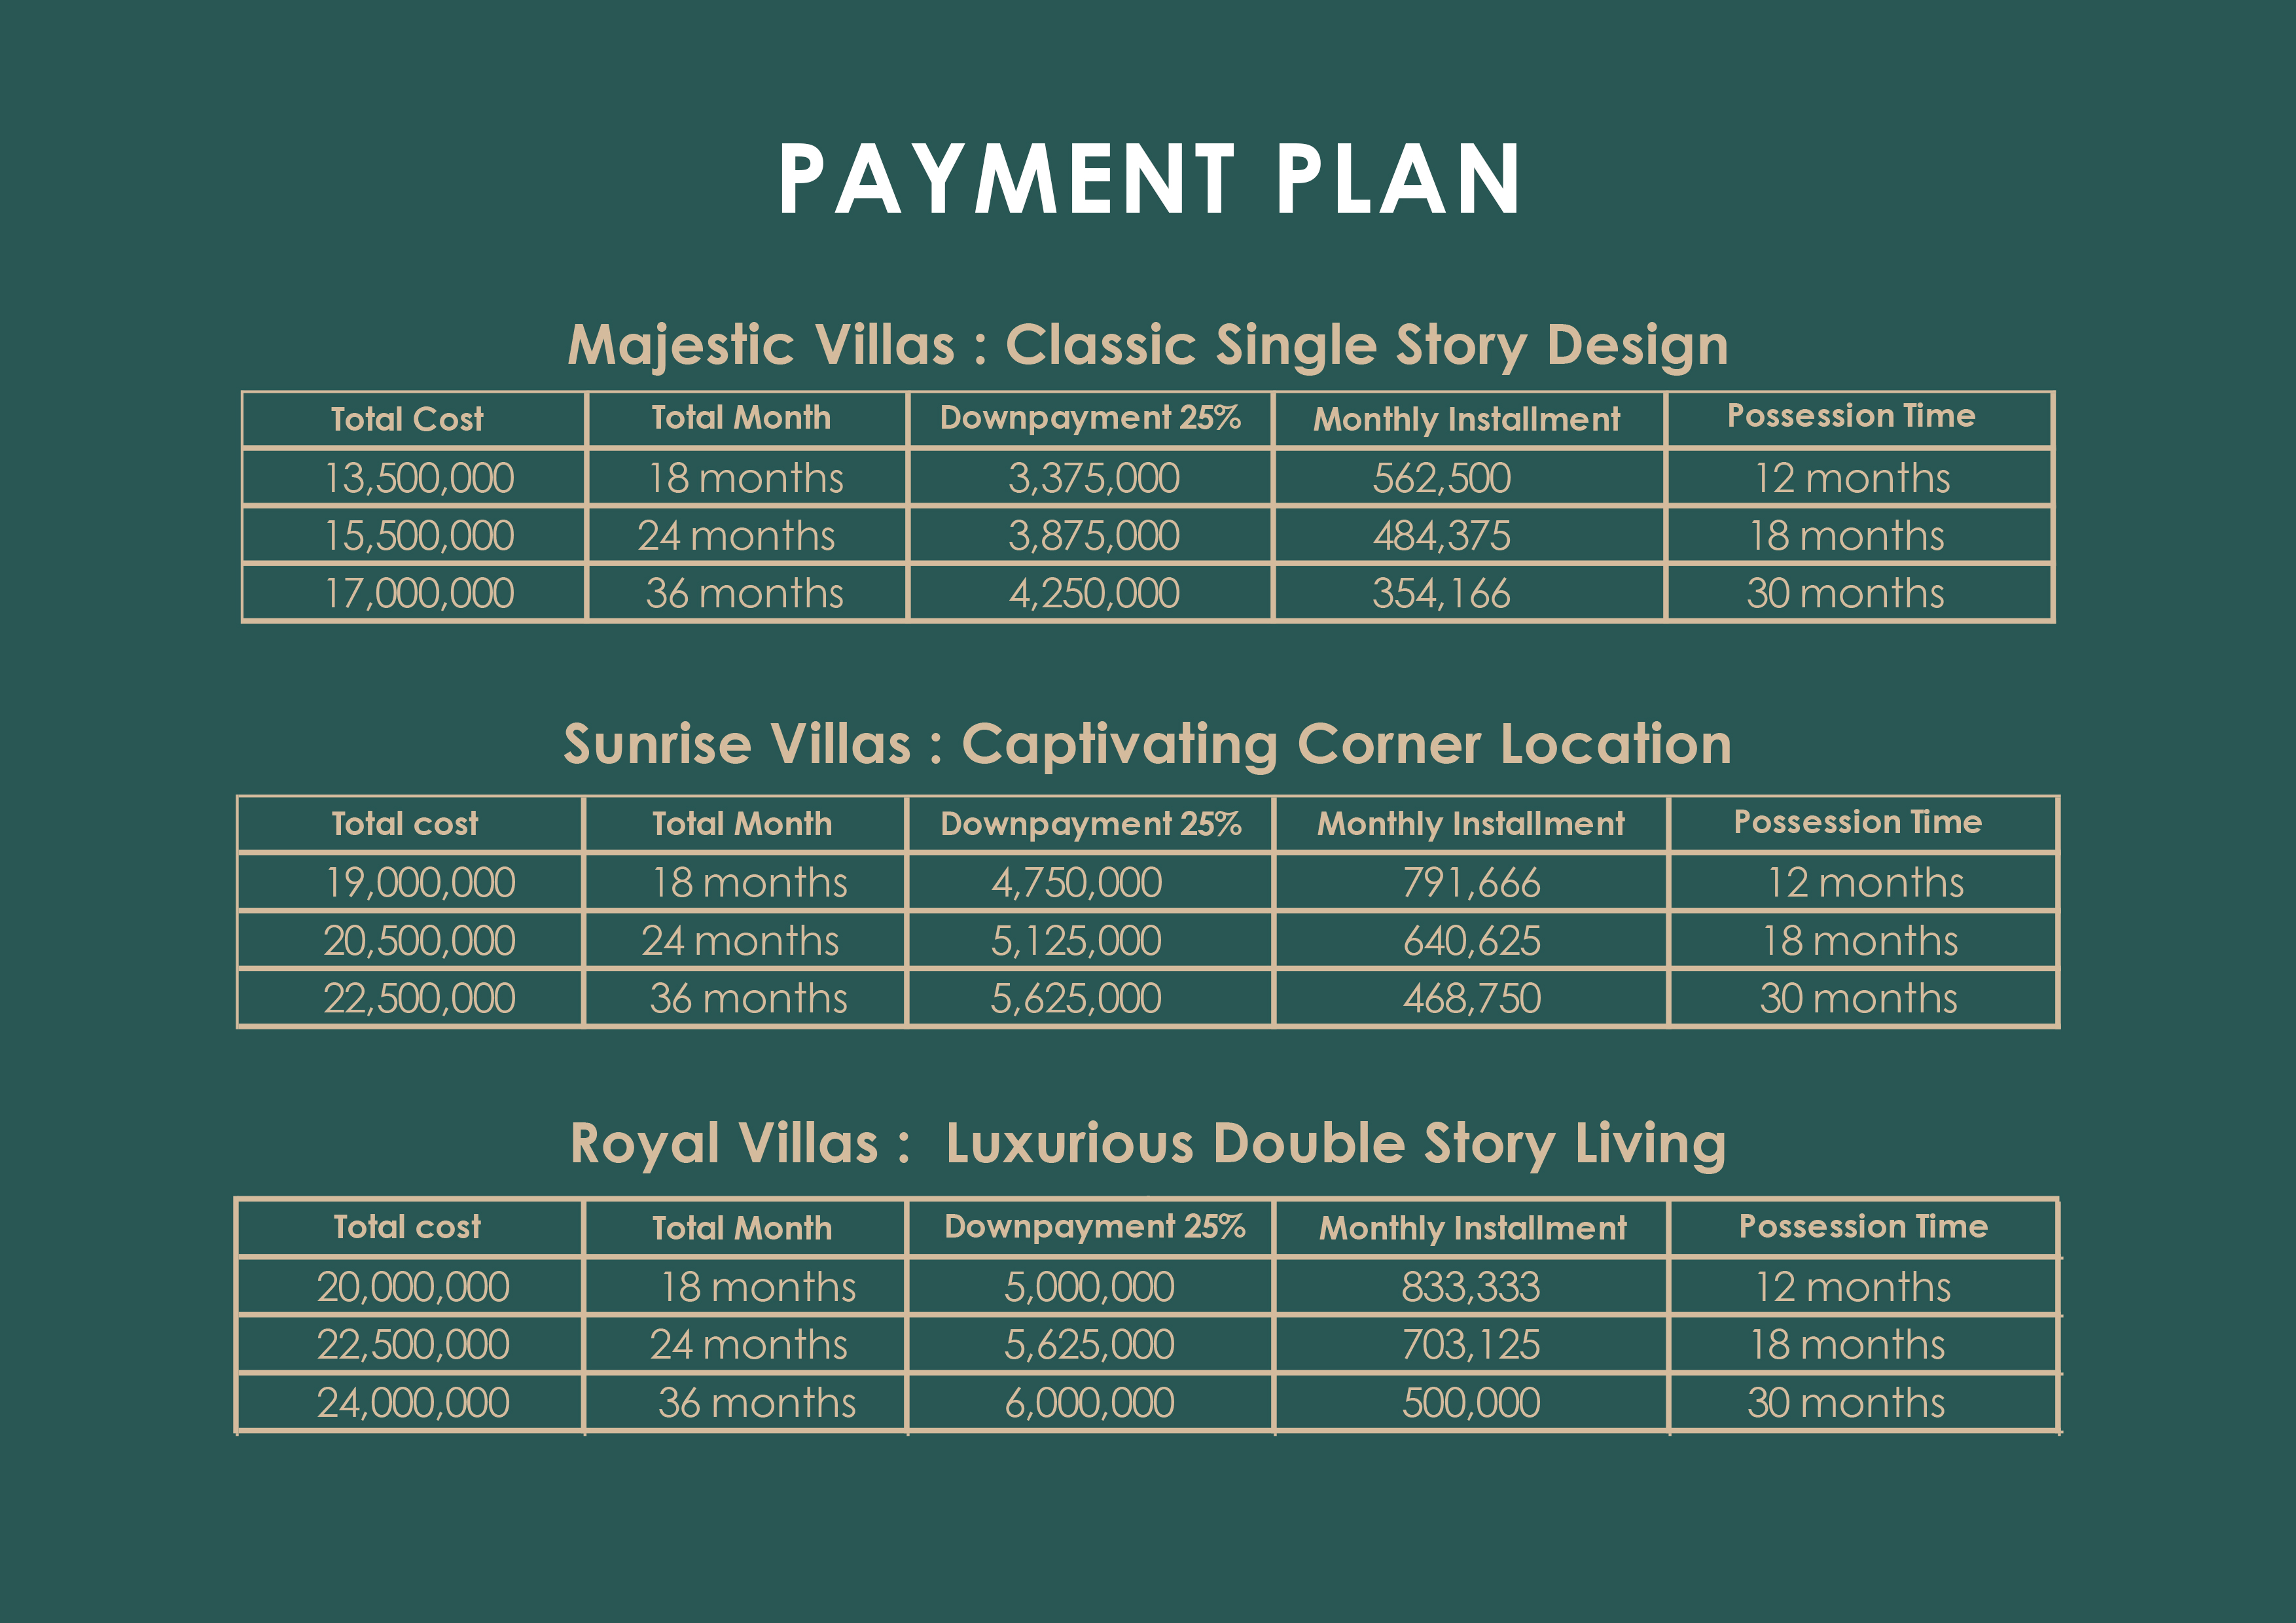 PAYMENT PLAN
Majestic Villas : Classic Single Story Design
Total Cost Total Month Downpayment 25% Monthly Installment Possession Time
13,500,000 18 months 3,375,000 562,500 12 months
15,500,000 24 months 3,875,000 484,375 18 months
17,000,000 36 months 4,250,000 354,166 30 months
Sunrise Villas : Captivating Corner Location
Total cost Total Month Downpayment 25% Monthly Installment Possession Time
19,000,000 18 months 4,750,000 791,666 12 months
20,500,000 24 months 5,125,000 640,625 18 months
22,500,000 36 months 5,625,000 468,750 30 months
Royal Villas : Luxurious Double Story Living
Total cost Total Month Downpayment 25% Monthly Installment Possession Time
20,000,000 18 months 5,000,000 833,333 12 months
22,500,000 24 months 5,625,000 703,125 18 months
24,000,000 36 months 6,000,000 500,000 30 months